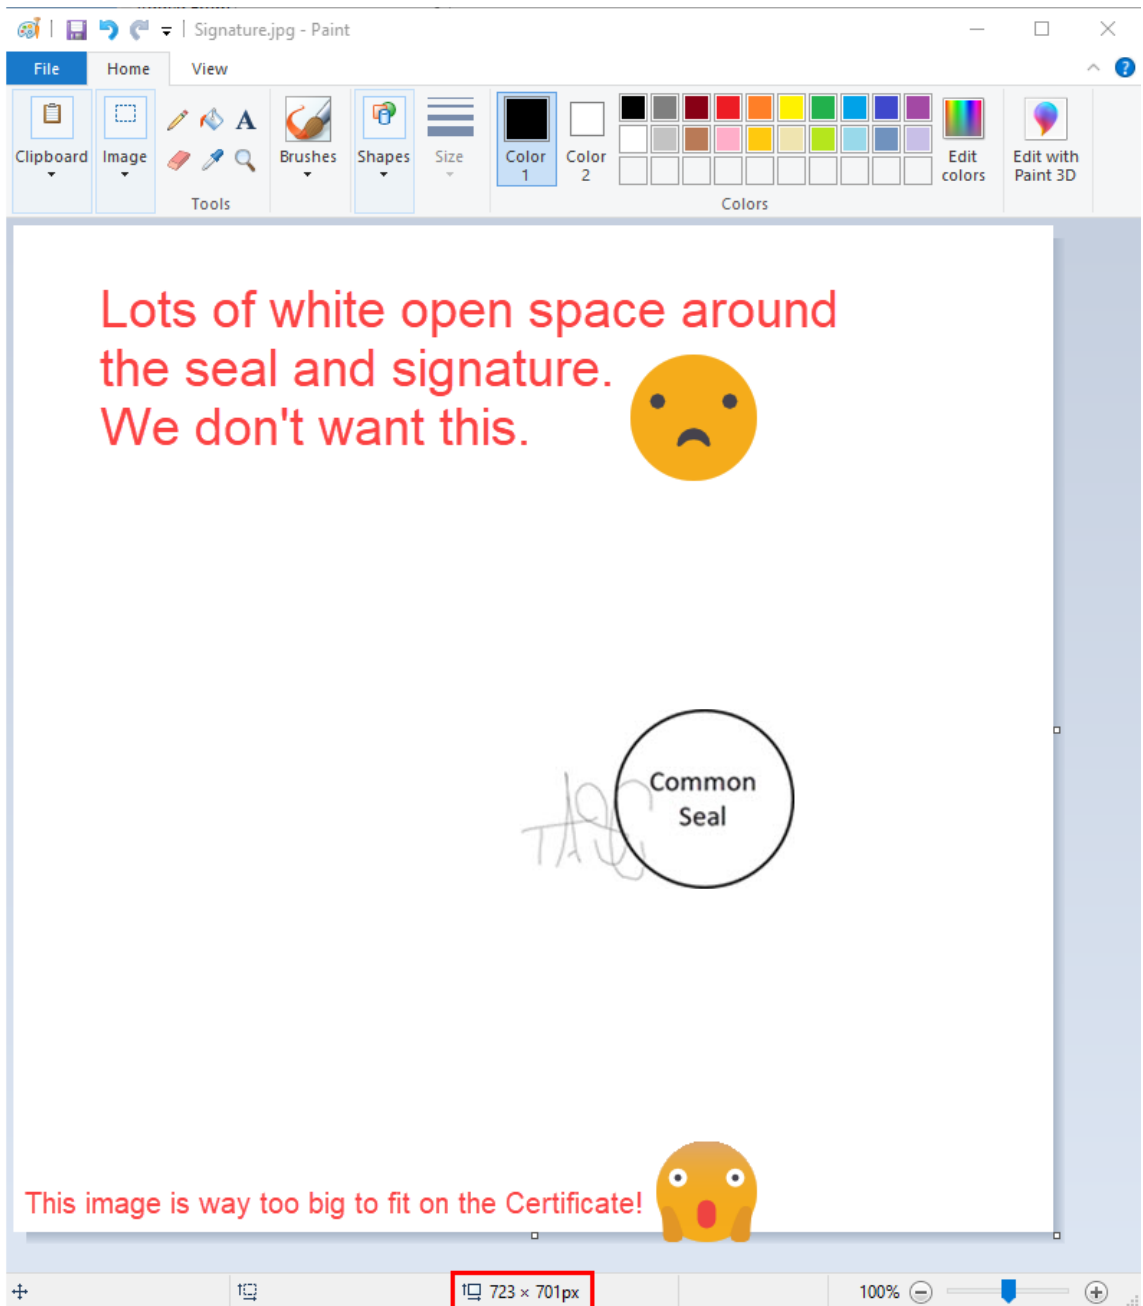 Signature.jpg - Paint
File Home View
Clipboard Image A Brushes Shapes Size Color 1 Color 2 Edit colors Edit with Paint 3D
Tools Colors
Lots of white open space around
the seal and signature.
We don't want this.
Common
Seal
This image is way too big to fit on the Certificate!
723 × 701px 100%